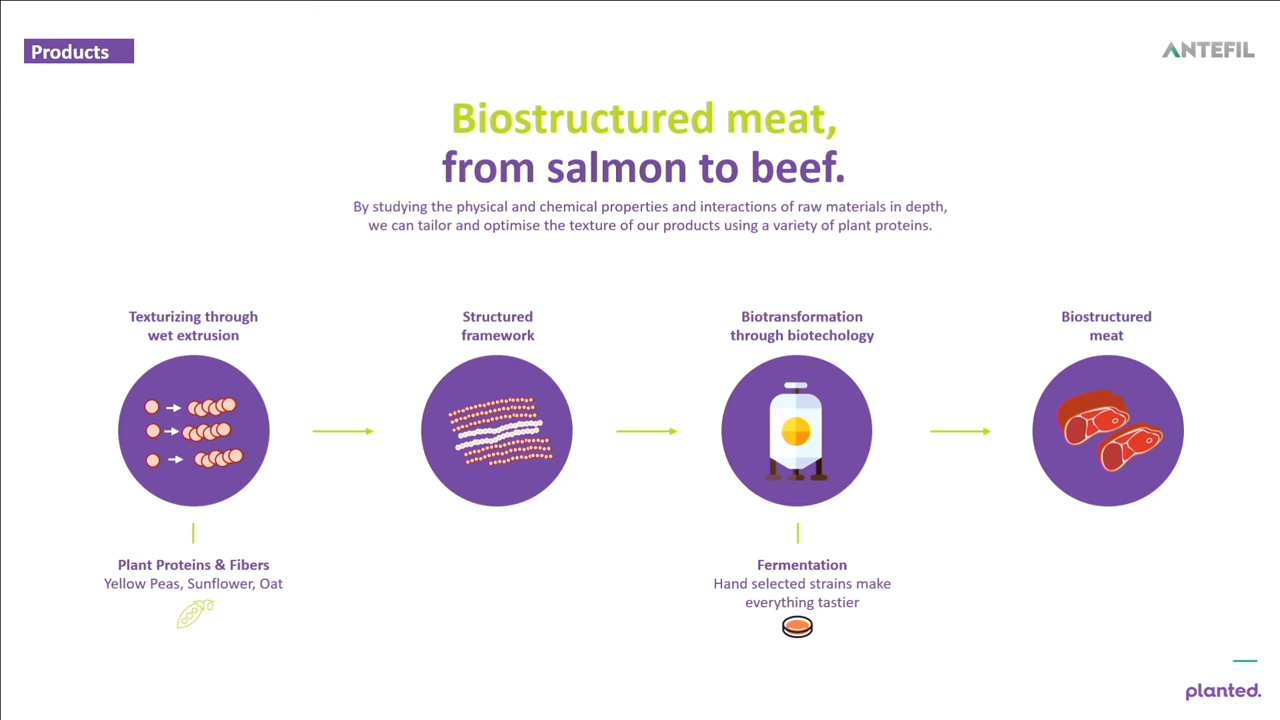 Products
ANTEFIL
Biostructured meat,
from salmon to beef.
By studying the physical and chemical properties and interactions of raw materials in depth,
we can tailor and optimise the texture of our products using a variety of plant proteins.
Texturizing through
wet extrusion
Structured
framework
Biotransformation
through biotechology
Biostructured
meat
Plant Proteins & Fibers
Yellow Peas, Sunflower, Oat
Fermentation
Hand selected strains make
everything tastier
planted.